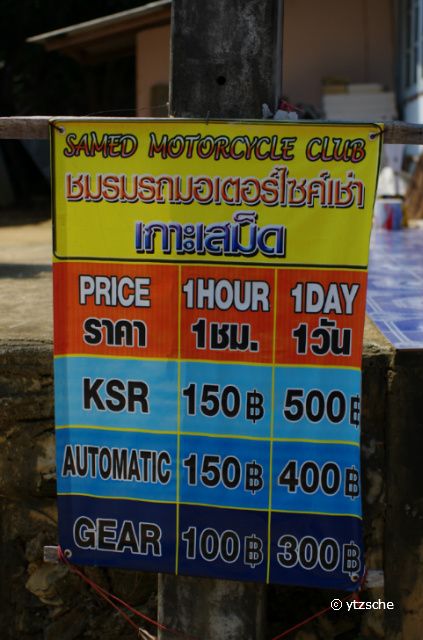 SAMED MOTORCYCLE CLUB
ชมรมรถมอเตอร์ไซค์เช่า
เกาะเสม็ด
PRICE 1HOUR 1DAY
ราคา 1ชม. 1วัน
KSR 150฿ 500฿
AUTOMATIC 150฿ 400฿
GEAR 100฿ 300฿
© ytzsche